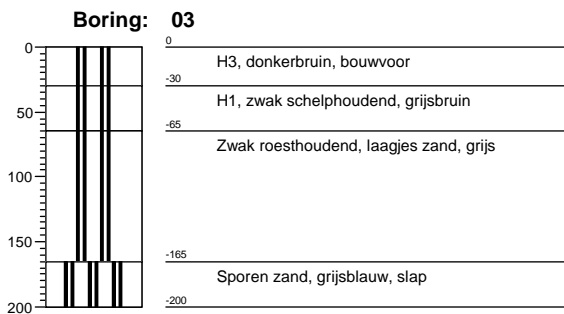 Boring: 03
0
0
H3, donkerbruin, bouwvoor
-30
H1, zwak schelphoudend, grijsbruin
50
-65
Zwak roesthoudend, laagjes zand, grijs
100
150
-165
Sporen zand, grijsblauw, slap
200
-200